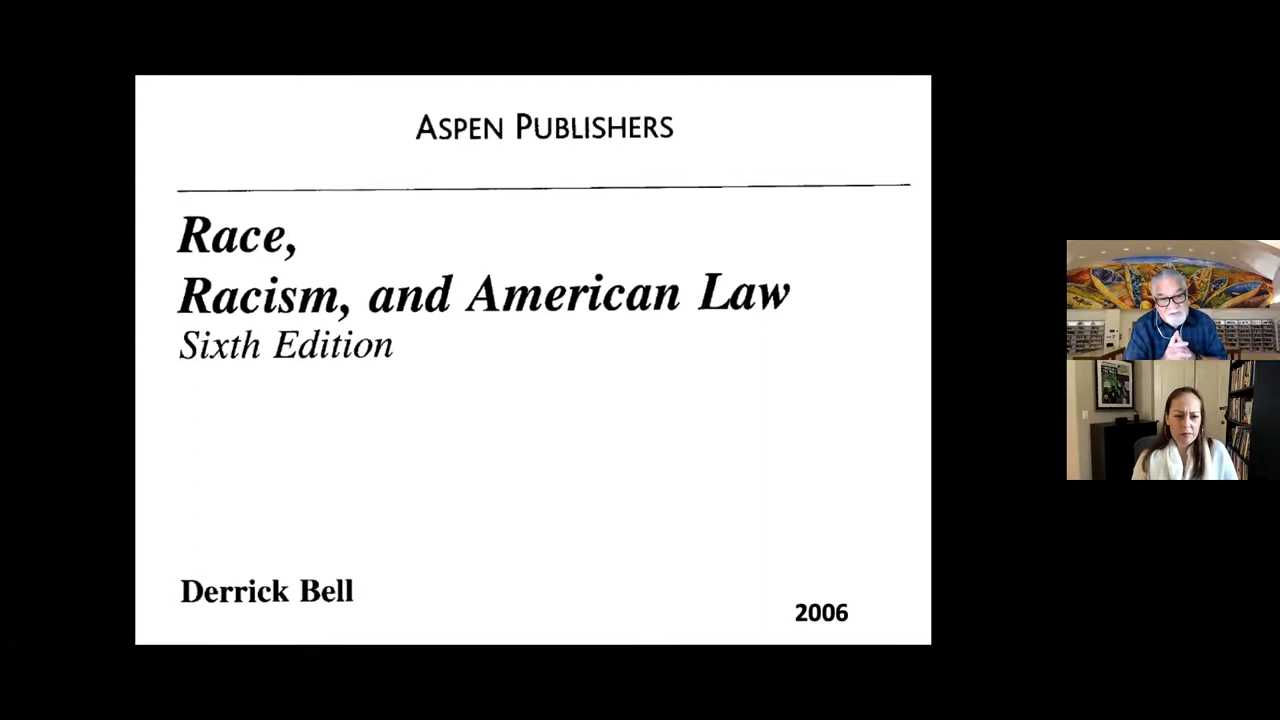 ASPEN PUBLISHERS
Race,
Racism, and American Law
Sixth Edition
Derrick Bell
2006